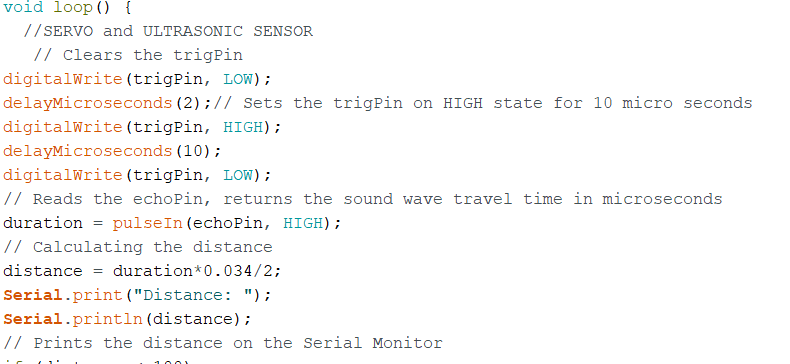 void loop() {
//SERVO and ULTRASONIC SENSOR
// Clears the trigPin
digitalWrite(trigPin, LOW);
delayMicroseconds(2);// Sets the trigPin on HIGH state for 10 micro seconds
digitalWrite(trigPin, HIGH);
delayMicroseconds(10);
digitalWrite(trigPin, LOW);
// Reads the echoPin, returns the sound wave travel time in microseconds
duration = pulseIn(echoPin, HIGH);
// Calculating the distance
distance = duration*0.034/2;
Serial.print("Distance: ");
Serial.println(distance);
// Prints the distance on the Serial Monitor